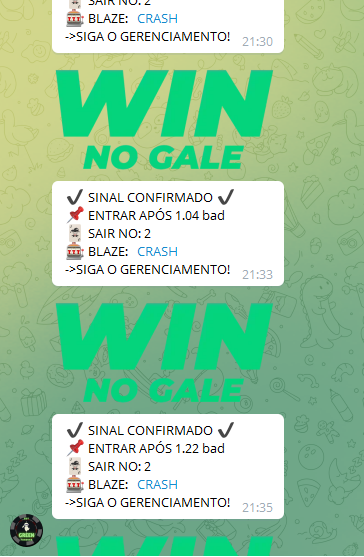 SAIR NO: 2
BLAZE: CRASH
->SIGA O GERENCIAMENTO!
21:30
WIN
NO GALE
✔ SINAL CONFIRMADO ✔
📌 ENTRAR APÓS 1.04 bad
SAIR NO: 2
🎰 BLAZE: CRASH
->SIGA O GERENCIAMENTO!
21:33
WIN
NO GALE
✔ SINAL CONFIRMADO ✔
📌 ENTRAR APÓS 1.22 bad
SAIR NO: 2
🎰 BLAZE: CRASH
->SIGA O GERENCIAMENTO!
21:35
GREEN
WIN